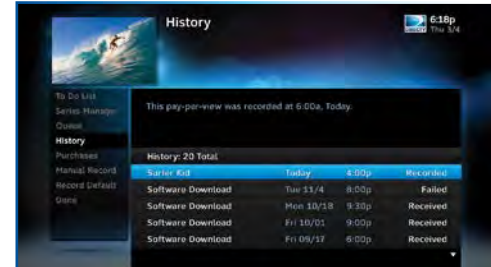 History
DIRECTV
6:18p
Thu 3/4
To Do List
Series Manager
Queue
History
Purchases
Manual Record
Record Default
Done
This pay-per-view was recorded at 6:00a, Today.
History: 20 Total
Surfer Kid Today 4:00p Recorded
Software Download Tue 11/4 8:00p Failed
Software Download Mon 10/18 9:30p Received
Software Download Fri 10/01 9:00p Received
Software Download Fri 09/17 6:00p Received